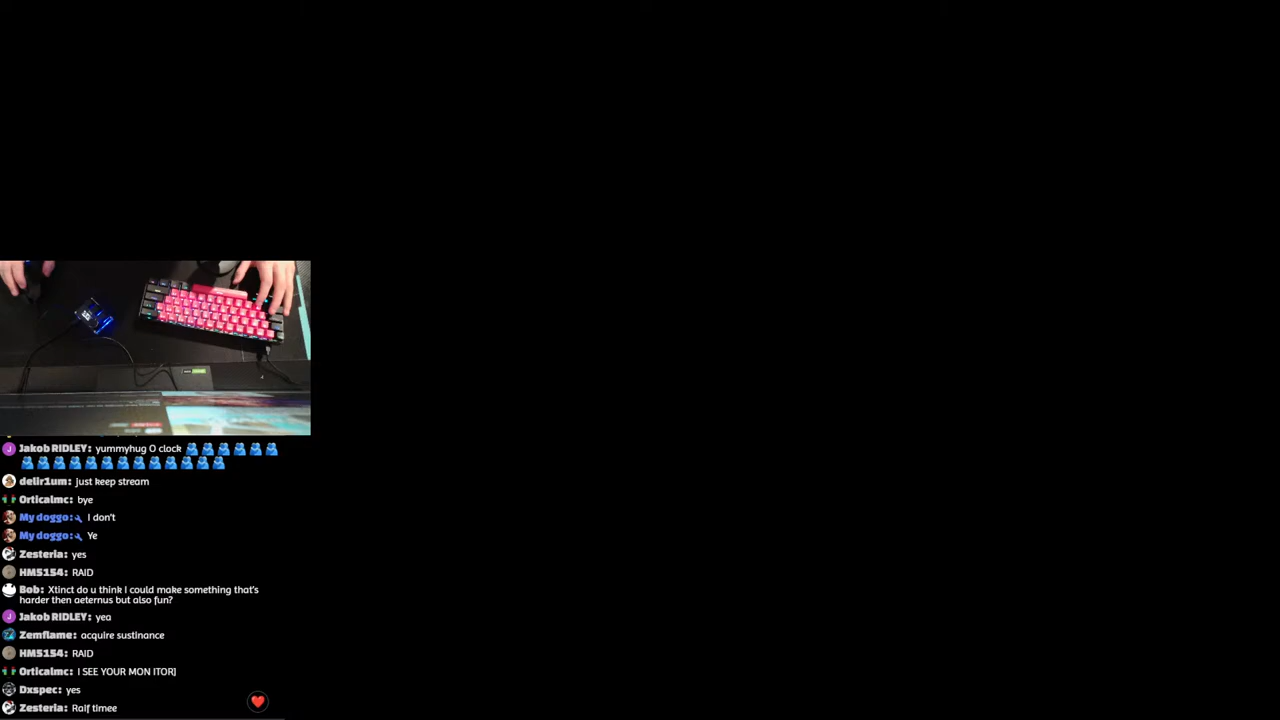 Jakob RIDLEY: yummyhug O clock
delir1um: just keep stream
Orticalmc: bye
My doggo: I don't
My doggo: Ye
Zesteria: yes
HM5154: RAID
Bob: Xtinct do u think i could make something that's
harder then aeternus but also fun?
Jakob RIDLEY: yea
Zemflame: acquire sustinance
HM5154: RAID
Orticalmc: I SEE YOUR MON ITOR]
Dxspec: yes
Zesteria: Raif timee